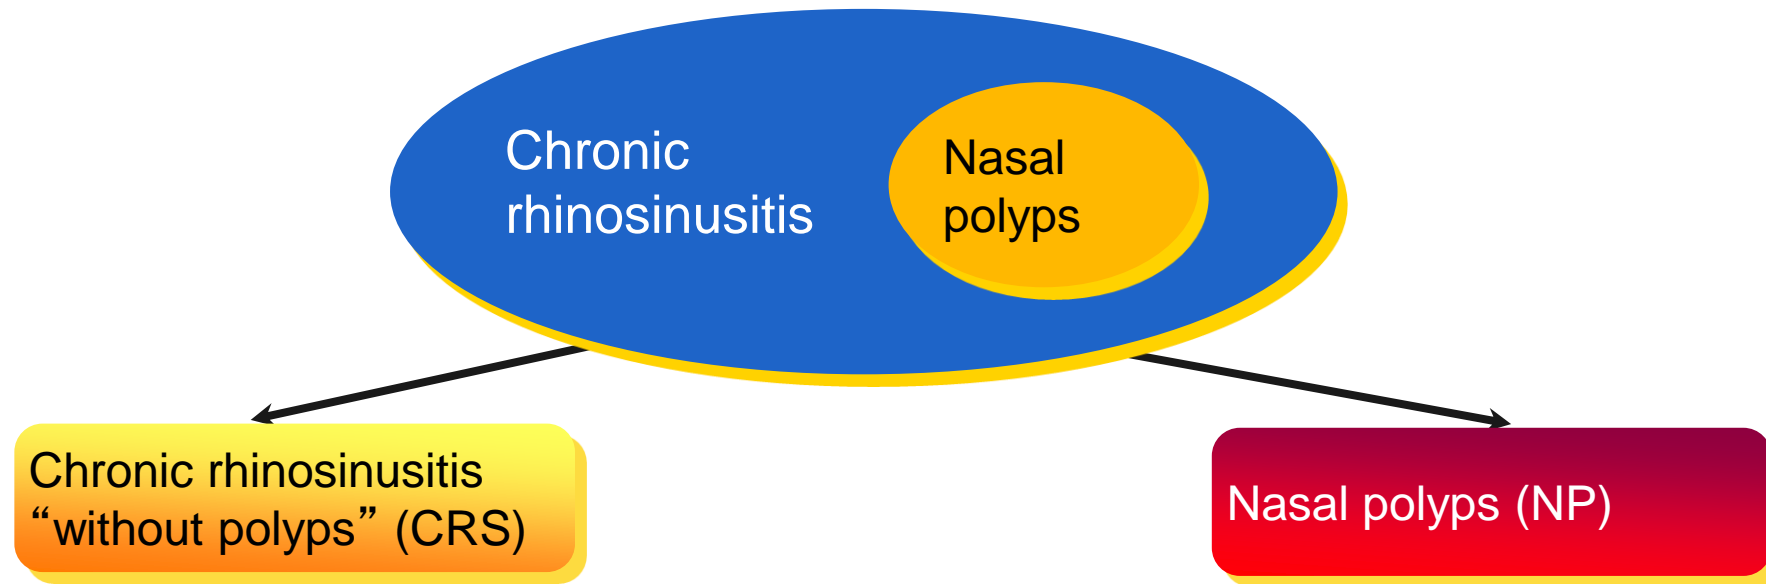 Chronic
rhinosinusitis
Nasal
polyps
Chronic rhinosinusitis
“without polyps” (CRS)
Nasal polyps (NP)